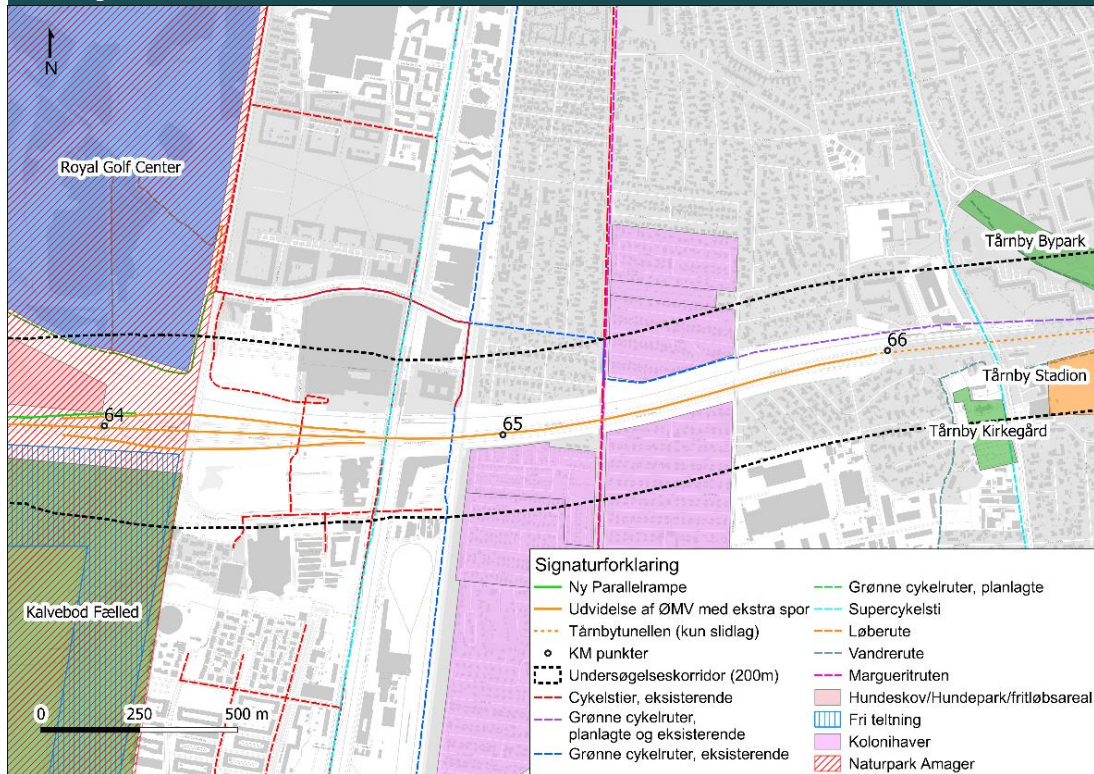 N
Royal Golf Center
Tårnby Bypark
66
Tårnby Stadion
64
65
Tårnby Kirkegård
Kalvebod Fælled
0 250 500 m
Signaturforklaring
Ny Parallelrampe
Udvidelse af ØMV med ekstra spor
Tårnbytunellen (kun slidlag)
KM punkter
Undersøgelseskorridor (200m)
Cykelstier, eksisterende
Grønne cykelruter,
planlagte og eksisterende
Grønne cykelruter, eksisterende
Grønne cykelruter, planlagte
Supercykelsti
Løberute
Vandrerute
Margueritruten
Hundeskov/Hundepark/fritløbsareal
Fri teltning
Kolonihaver
Naturpark Amager